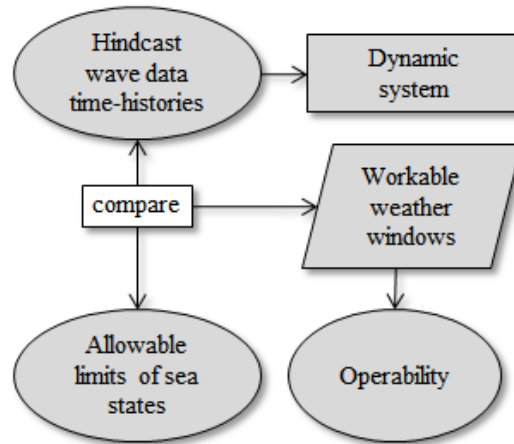 Hindcast
wave data
time-histories
Dynamic
system
compare
Workable
weather
windows
Allowable
limits of sea
states
Operability